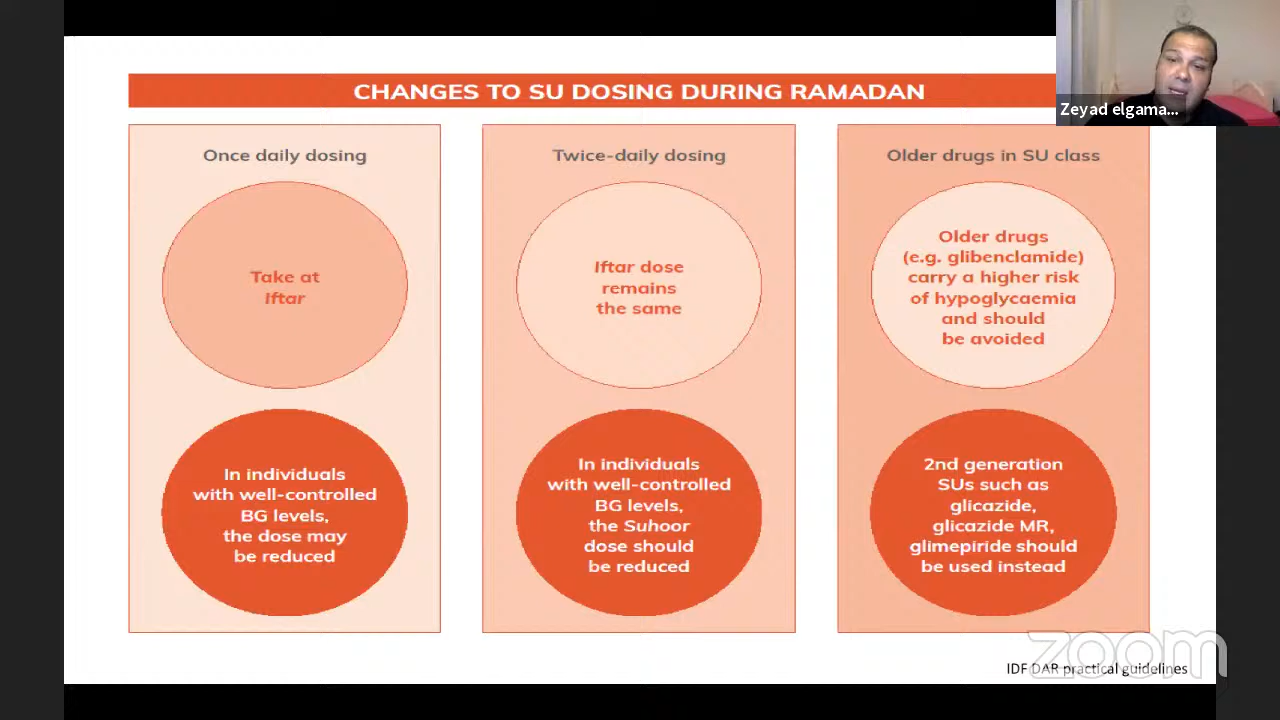 CHANGES TO SU DOSING DURING RAMADAN
Zeyad elgama...
Once daily dosing
Take at
Iftar
In individuals
with well-controlled
BG levels,
the dose may
be reduced
Twice-daily dosing
Iftar dose
remains
the same
In individuals
with well-controlled
BG levels,
the Suhoor
dose should
be reduced
Older drugs in SU class
Older drugs
(e.g. glibenclamide)
carry a higher risk
of hypoglycaemia
and should
be avoided
2nd generation
SUs such as
glicazide,
glicazide MR,
glimepiride should
be used instead
zoom
IDF DAR practical guidelines